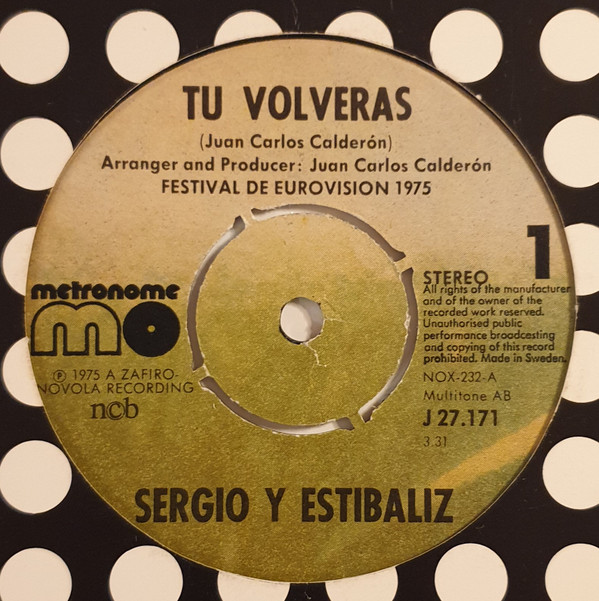 TU VOLVERAS
(Juan Carlos Calderón)
Arranger and Producer: Juan Carlos Calderón
FESTIVAL DE EUROVISION 1975
1
metronome
mo
℗ 1975 A ZAFIRO-
NOVOLA RECORDING
ncb
STEREO
All rights of the manufacturer
and of the owner of the
recorded work reserved.
Unauthorised public
performance broadcasting
and copying of this record
prohibited. Made in Sweden.
NOX-232-A
Multitone AB
J 27.171
3.31
SERGIO Y ESTIBALIZ